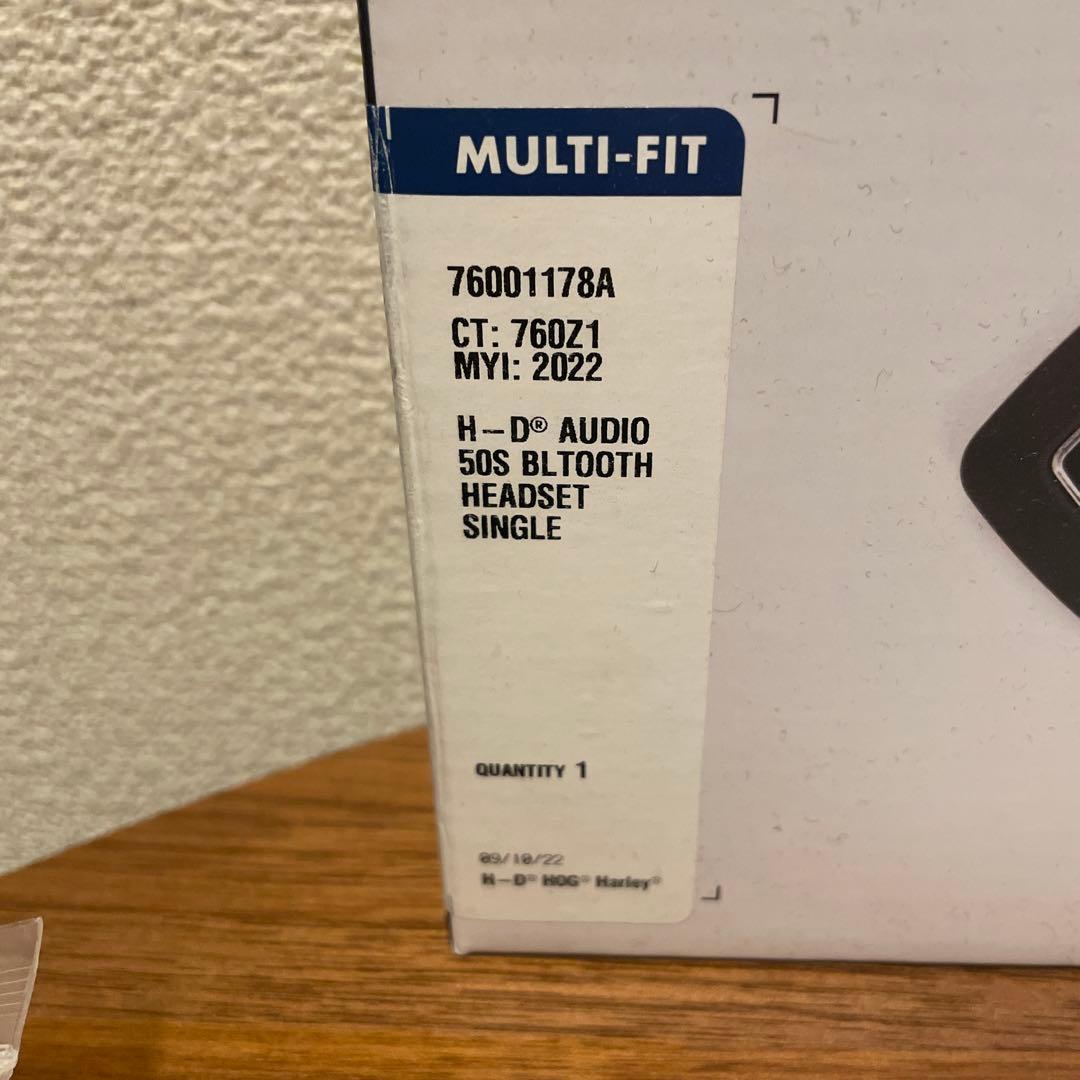 MULTI-FIT
76001178A
CT: 760Z1
MYI: 2022
H-D® AUDIO
50S BLTOOTH
HEADSET
SINGLE
QUANTITY 1
09/10/22
H-D® HOG® Harley®